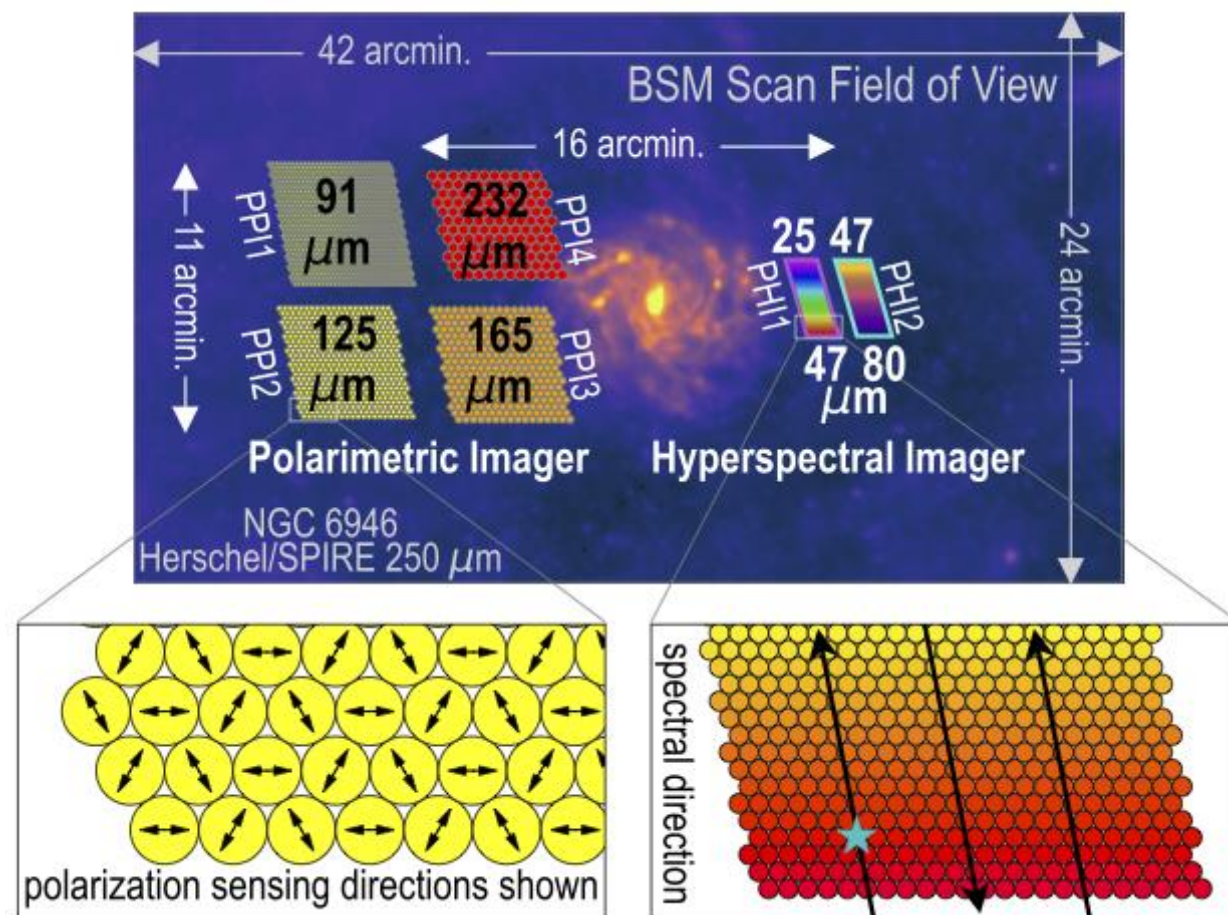 42 arcmin.
BSM Scan Field of View
16 arcmin.
11 arcmin.
24 arcmin.
PPI1
91
μm
232
μm
PPI4
PPI2
125
μm
165
μm
PPI3
25 47
PHI1
PHI2
47 80
μm
Polarimetric Imager
Hyperspectral Imager
NGC 6946
Herschel/SPIRE 250 μm
polarization sensing directions shown
spectral direction